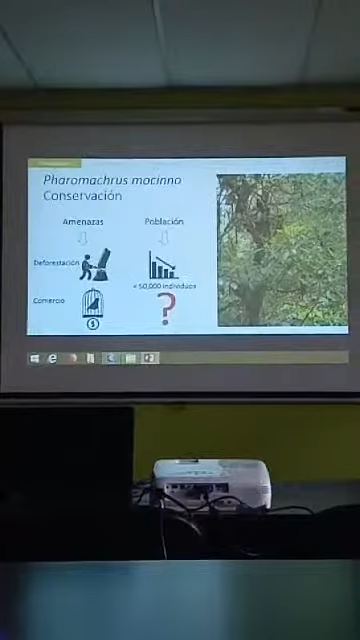 Pharomachrus mocinno
Conservación
Amenazas
Población
Deforestación
< 50,000 individuos
Comercio
?
$